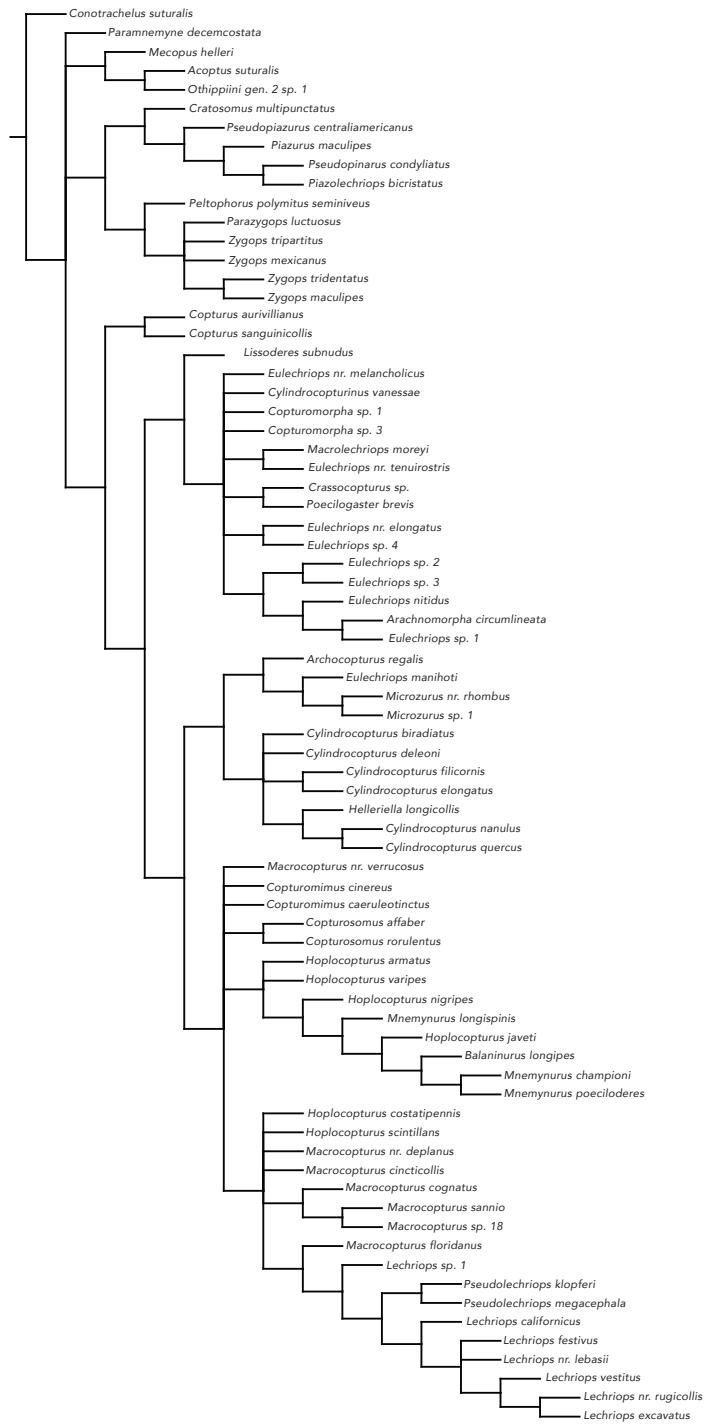 Conotrachelus suturalis
Paramnemyne decemcostata
Mecopus helleri
Acoptus suturalis
Othippiini gen. 2 sp. 1
Cratosomus multipunctatus
Pseudopiazurus centraliamericanus
Piazurus maculipes
Pseudopinarus condyliatus
Piazolechriops bicristatus
Peltophorus polymitus seminiveus
Parazygops luctuosus
Zygops tripartitus
Zygops mexicanus
Zygops tridentatus
Zygops maculipes
Copturus aurivillianus
Copturus sanguinicollis
Lissoderes subnudus
Eulechriops nr. melancholicus
Cylindrocopturinus vanessae
Copturomorpha sp. 1
Copturomorpha sp. 3
Macrolechriops moreyi
Eulechriops nr. tenuirostris
Crassocopturus sp.
Poecilogaster brevis
Eulechriops nr. elongatus
Eulechriops sp. 4
Eulechriops sp. 2
Eulechriops sp. 3
Eulechriops nitidus
Arachnomorpha circumlineata
Eulechriops sp. 1
Archocopturus regalis
Eulechriops manihoti
Microzurus nr. rhombus
Microzurus sp. 1
Cylindrocopturus biradiatus
Cylindrocopturus deleoni
Cylindrocopturus filicornis
Cylindrocopturus elongatus
Helleriella longicollis
Cylindrocopturus nanulus
Cylindrocopturus quercus
Macrocopturus nr. verrucosus
Copturomimus cinereus
Copturomimus caeruleotinctus
Copturosomus affaber
Copturosomus rorulentus
Hoplocopturus armatus
Hoplocopturus varipes
Hoplocopturus nigripes
Mnemynurus longispinis
Hoplocopturus javeti
Balaninurus longipes
Mnemynurus championi
Mnemynurus poeciloderes
Hoplocopturus costatipennis
Hoplocopturus scintillans
Macrocopturus nr. deplanus
Macrocopturus cincticollis
Macrocopturus cognatus
Macrocopturus sannio
Macrocopturus sp. 18
Macrocopturus floridanus
Lechriops sp. 1
Pseudolechriops klopferi
Pseudolechriops megacephala
Lechriops californicus
Lechriops festivus
Lechriops nr. lebasii
Lechriops vestitus
Lechriops nr. rugicollis
Lechriops excavatus